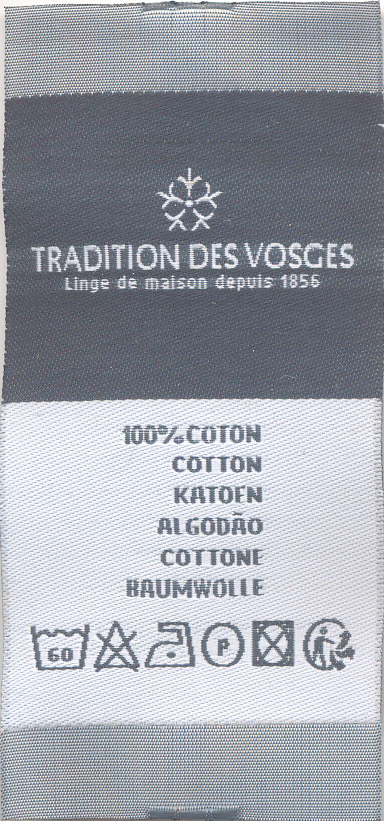 TRADITION DES VOSGES
Linge de maison depuis 1856
100% COTON
COTTON
KATOEN
ALGODÃO
COTTONE
BAUMWOLLE
60 P